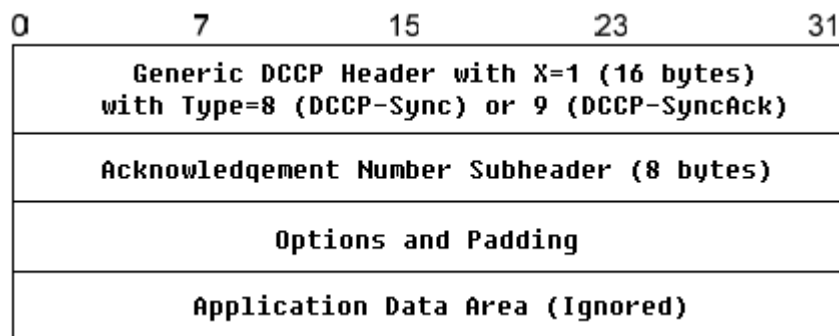 0 7 15 23 31
Generic DCCP Header with X=1 (16 bytes)
with Type=8 (DCCP-Sync) or 9 (DCCP-SyncAck)
Acknowledqement Number Subheader (8 bytes)
Options and Padding
Application Data Area (Ignored)